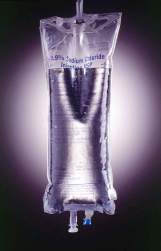 0.9% Sodium Chloride
Injection USP